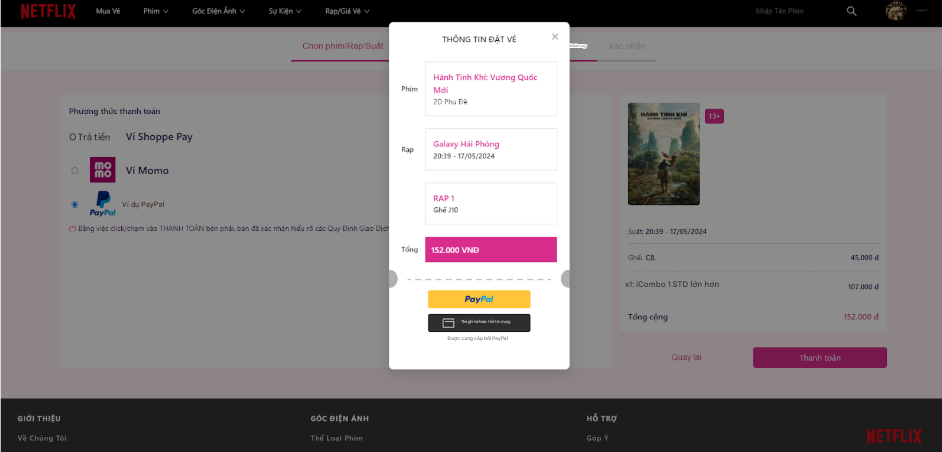 NETFLIX Mua Vé Phim Góc Điện Ảnh Sự Kiện Rạp/Giá Vé Nhập Tên Phim
Chọn phim/Rạp/Suất Xác nhận
THÔNG TIN ĐẶT VÉ
Phim
Hành Tinh Khỉ: Vương Quốc
Mới
2D Phụ Đề
Rạp
Galaxy Hải Phòng
20:39 - 17/05/2024
RAP 1
Ghế J10
Tổng
152.000 VNĐ
PayPal
Thẻ ghi nợ hoặc thẻ tín dụng
Được cung cấp bởi PayPal
Phương thức thanh toán
Trả tiền Ví Shoppe Pay
momo Ví Momo
PayPal Ví dụ PayPal
(*) Bằng việc click/chạm vào THANH TOÁN bên phải, bạn đã xác nhận hiểu rõ các Quy Định Giao Dịch
HÀNH TINH KHỈ
13+
Suất: 20:39 - 17/05/2024
Ghế: C8, 45.000 đ
x1: iCombo 1 STD lớn hơn 107.000 đ
Tổng cộng 152.000 đ
Quay lại Thanh toán
GIỚI THIỆU GÓC ĐIỆN ẢNH HỖ TRỢ
Về Chúng Tôi Thể Loại Phim Góp Ý
NETFLIX